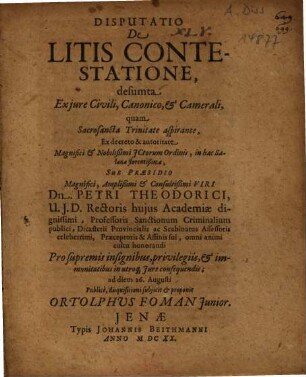 DISPUTATIO
De
LITIS CONTE-
STATIONE,
desumta
Ex jure Civili, Canonico, & Camerali,
quam
Sacrosancta Trinitate aspirante,
Ex decreto & autoritate
Magnifici & Nobilissimi JCtorum Ordinis, in hac Sa-
lana florentissima,
SUB PRÆSIDIO
Magnifici, Amplissimi & Consultissimi VIRI
Dn. PETRI THEODORICI,
U. J. D. Rectoris hujus Academiæ di-
gnissimi, Professoris Sanctionum Criminalium
publici, Dicasterii Provincialis ac Scabinatus Assessoris
celeberrimi, Præceptoris & Affinis sui, omni animi
cultu honorandi
Pro supremis insignibus, privilegiis, & im-
munitatibus in utroq; Jure consequendis,
ad diem 26. Augusti
Publicè, disquisitioni subjicit & proponit
ORTOLPHUS FOMAN Junior.
JENÆ
Typis JOHANNIS BEITHMANNI
ANNO M DC XX.
A. Diss
14877